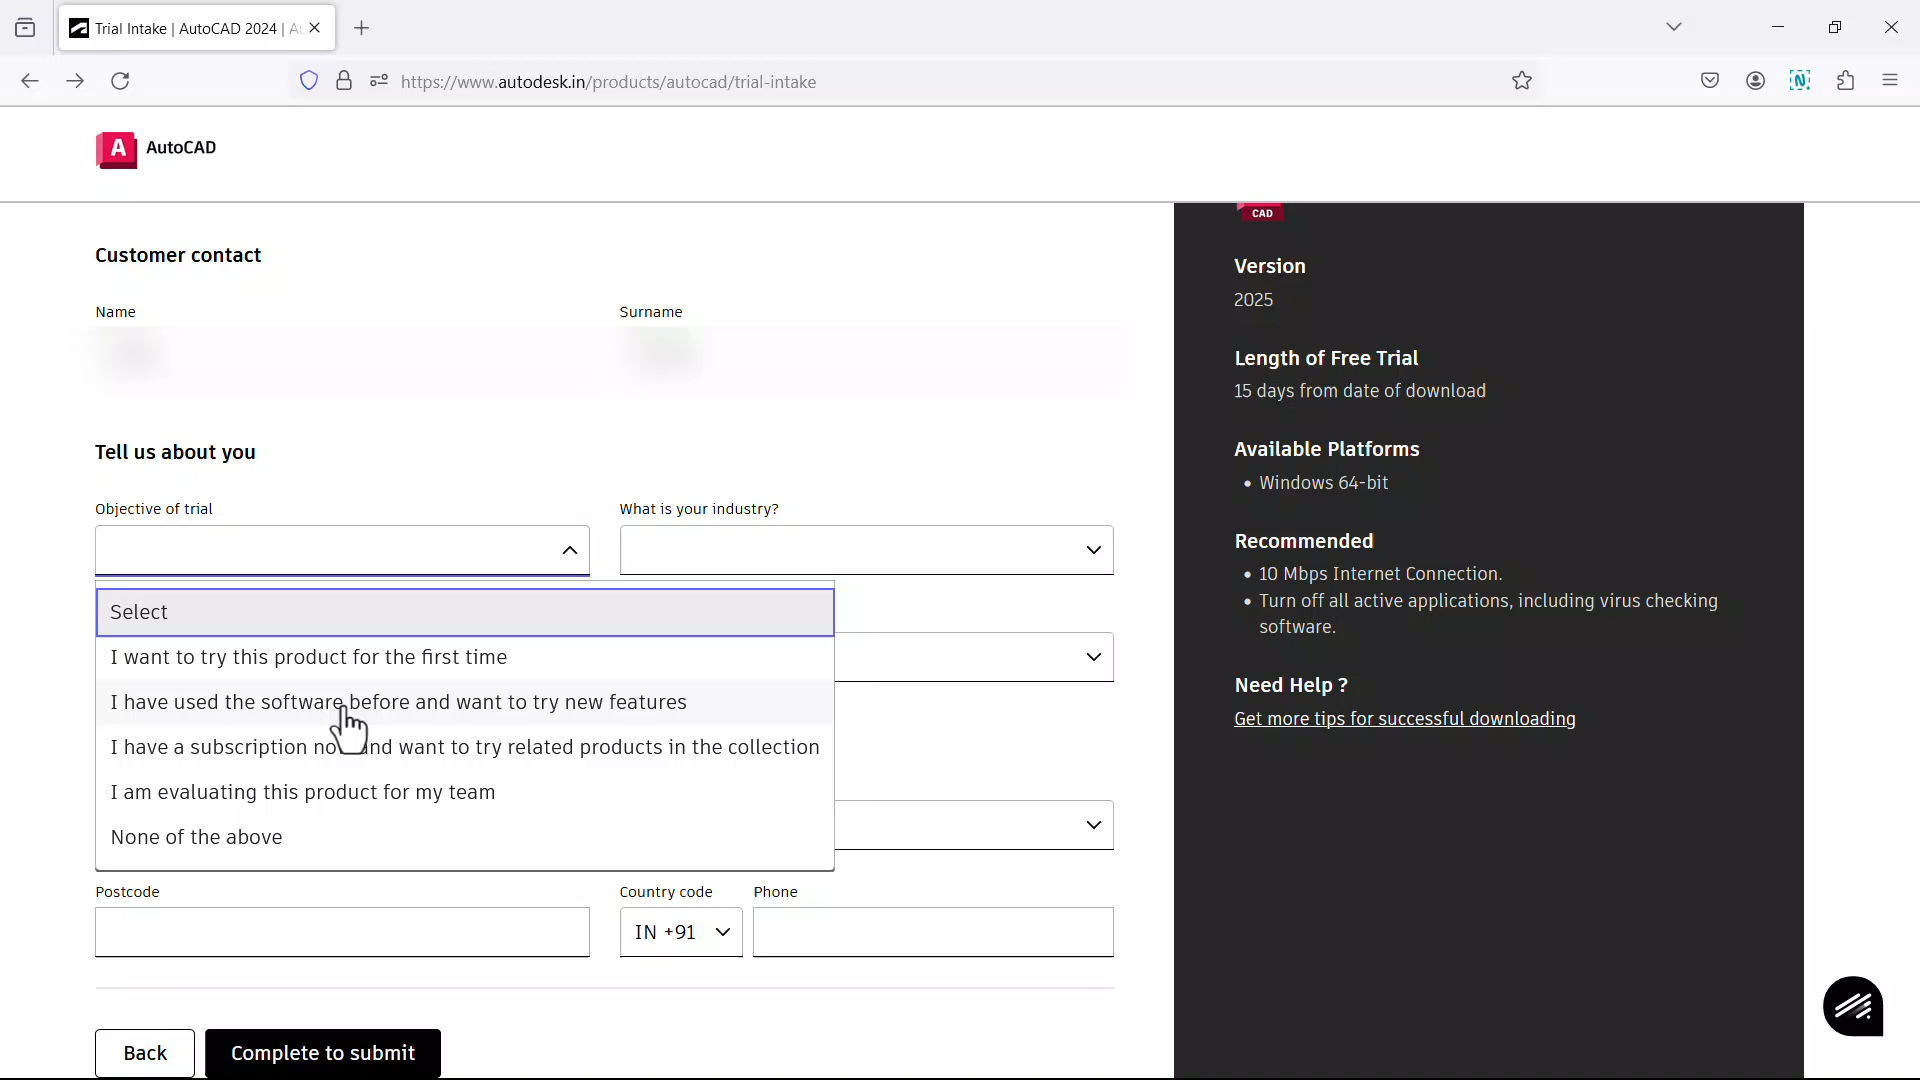 Trial Intake | AutoCAD 2024 | Au
https://www.autodesk.in/products/autocad/trial-intake
A AutoCAD
CAD
Customer contact
Name
Surname
Tell us about you
Objective of trial
What is your industry?
Select
I want to try this product for the first time
I have used the software before and want to try new features
I have a subscription and want to try related products in the collection
I am evaluating this product for my team
None of the above
Postcode
Country code
Phone
IN +91
Back
Complete to submit
Version
2025
Length of Free Trial
15 days from date of download
Available Platforms
• Windows 64-bit
Recommended
• 10 Mbps Internet Connection.
• Turn off all active applications, including virus checking
software.
Need Help ?
Get more tips for successful downloading